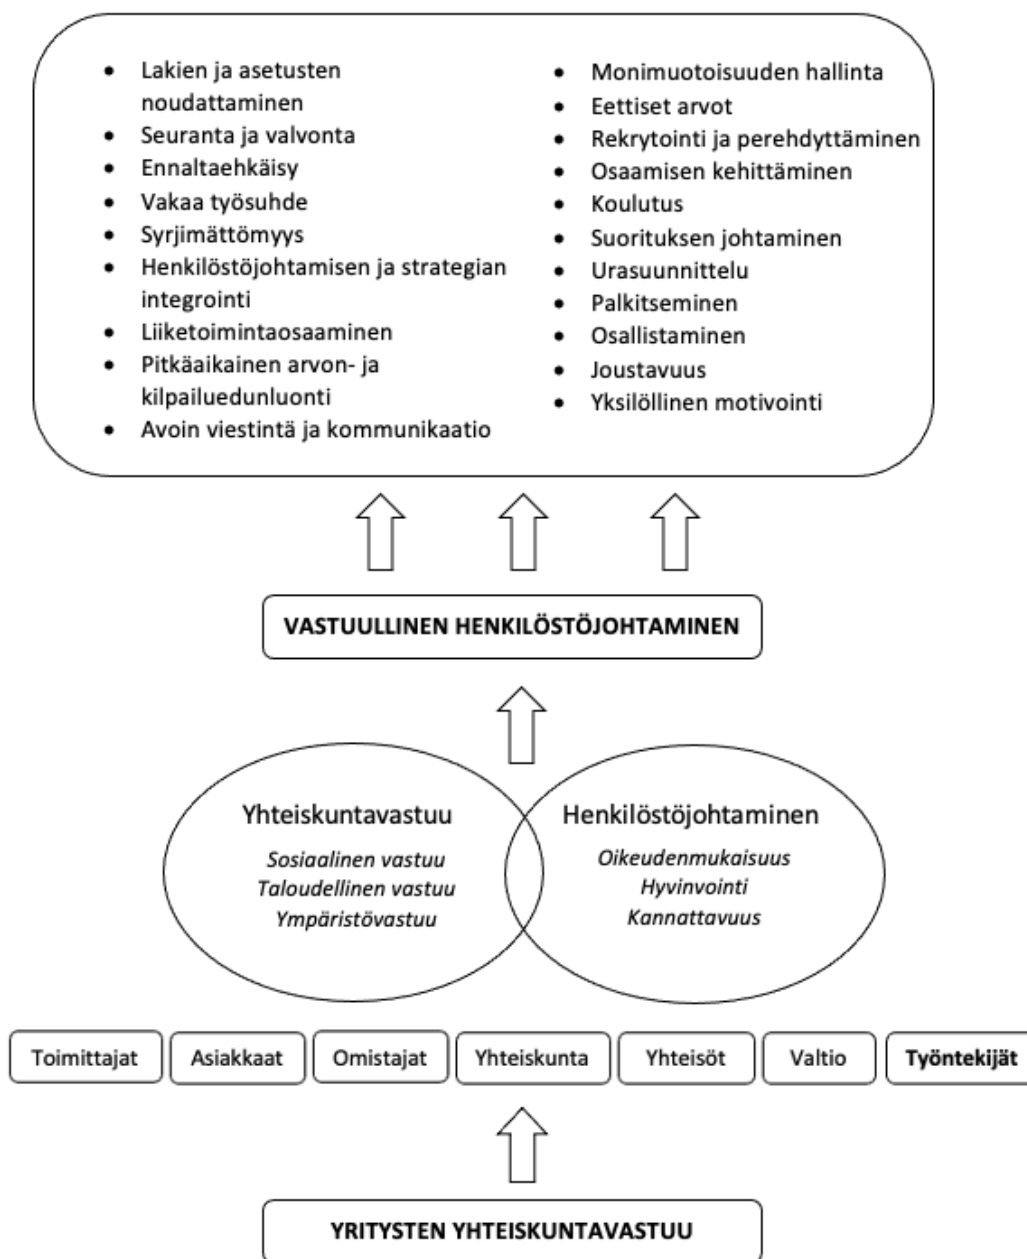 • Lakien ja asetusten
noudattaminen
• Seuranta ja valvonta
• Ennaltaehkäisy
• Vakaa työsuhde
• Syrjimättömyys
• Henkilöstöjohtamisen ja strategian
integrointi
• Liiketoimintaosaaminen
• Pitkäaikainen arvon- ja
kilpailuedunluonti
• Avoin viestintä ja kommunikaatio
• Monimuotoisuuden hallinta
• Eettiset arvot
• Rekrytointi ja perehdyttäminen
• Osaamisen kehittäminen
• Koulutus
• Suorituksen johtaminen
• Urasuunnittelu
• Palkitseminen
• Osallistaminen
• Joustavuus
• Yksilöllinen motivointi
VASTUULLINEN HENKILÖSTÖJOHTAMINEN
Yhteiskuntavastuu
Sosiaalinen vastuu
Taloudellinen vastuu
Ympäristövastuu
Henkilöstöjohtaminen
Oikeudenmukaisuus
Hyvinvointi
Kannattavuus
Toimittajat
Asiakkaat
Omistajat
Yhteiskunta
Yhteisöt
Valtio
Työntekijät
YRITYSTEN YHTEISKUNTAVASTUU